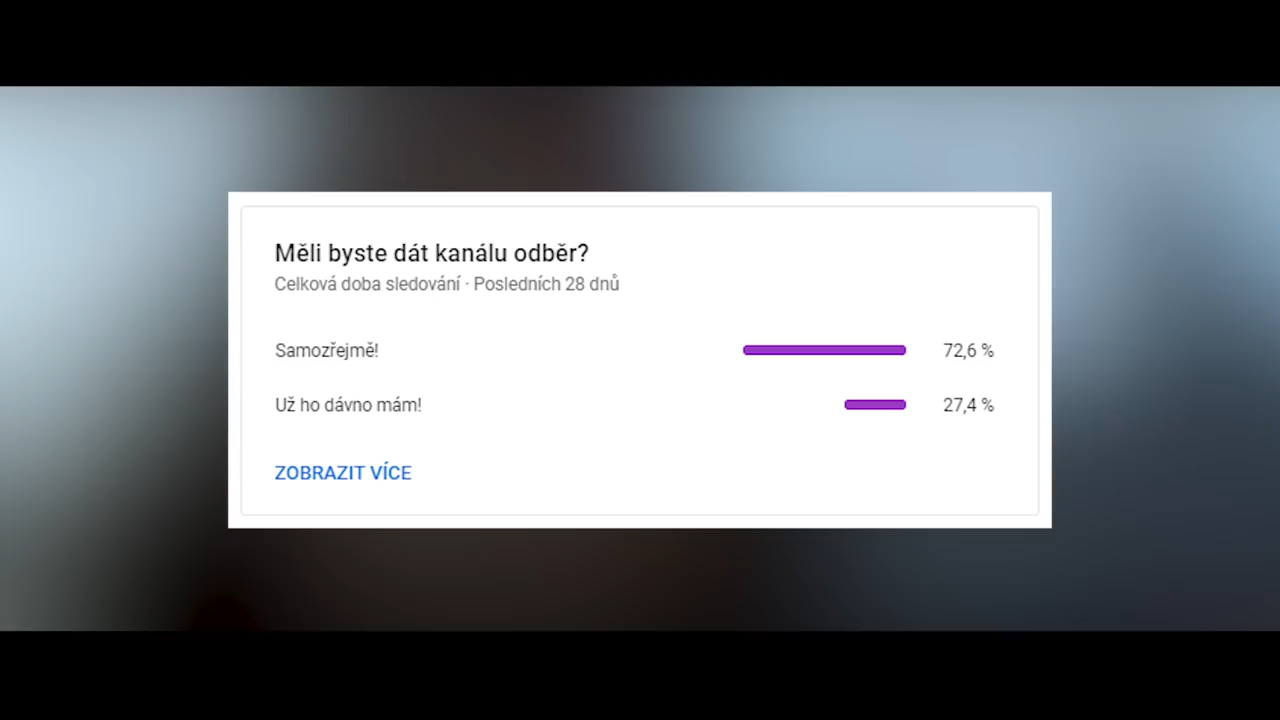 Měli byste dát kanálu odběr?
Celková doba sledování · Posledních 28 dnů
Samozřejmě! 72,6 %
Už ho dávno mám! 27,4 %
ZOBRAZIT VÍCE